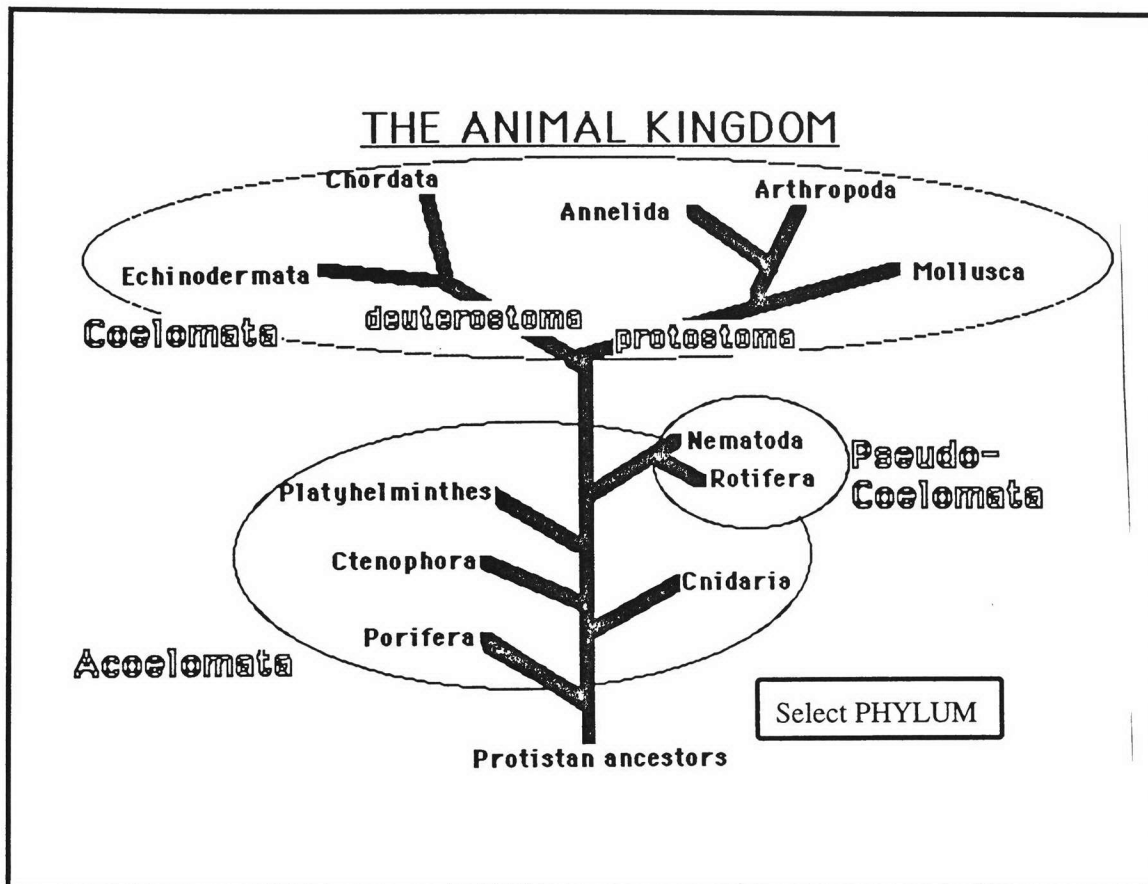 THE ANIMAL KINGDOM
Chordata
Arthropoda
Annelida
Echinodermata
Mollusca
deuterostoma
protostoma
Coelomata
Nematoda
Pseudo-
Coelomata
Rotifera
Platyhelminthes
Ctenophora
Cnidaria
Porifera
Acoelomata
Select PHYLUM
Protistan ancestors